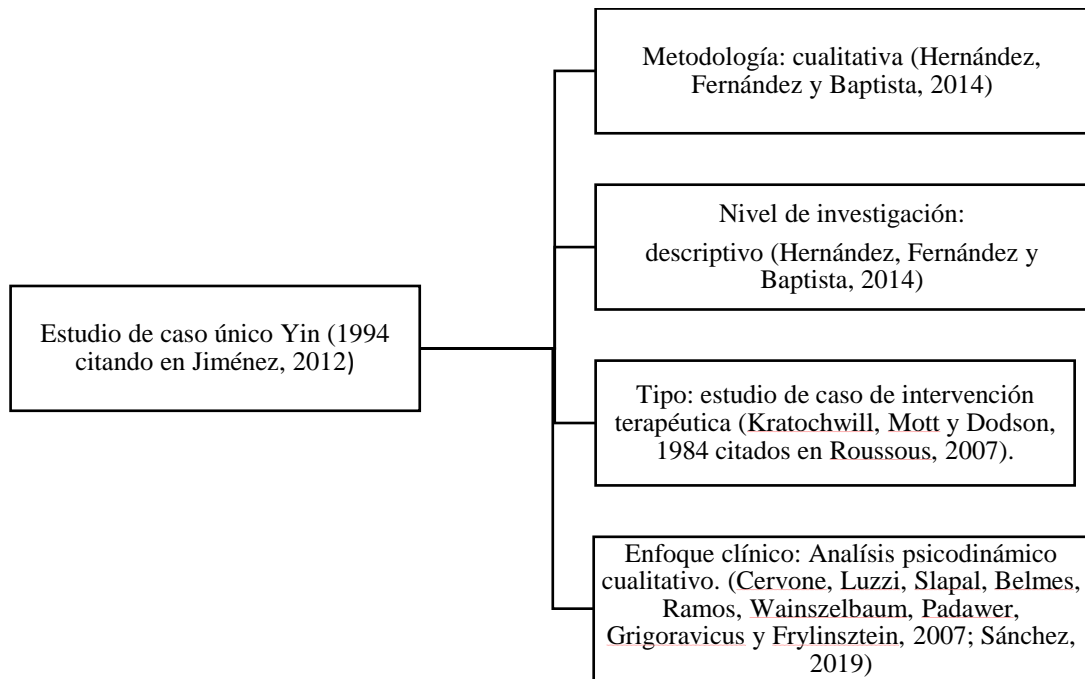 Estudio de caso único Yin (1994
citando en Jiménez, 2012)
Metodología: cualitativa (Hernández,
Fernández y Baptista, 2014)
Nivel de investigación:
descriptivo (Hernández, Fernández y
Baptista, 2014)
Tipo: estudio de caso de intervención
terapéutica (Kratochwill, Mott y Dodson,
1984 citados en Roussous, 2007).
Enfoque clínico: Analísis psicodinámico
cualitativo. (Cervone, Luzzi, Slapal, Belmes,
Ramos, Wainszelbaum, Padawer,
Grigoravicus y Frylinsztein, 2007; Sánchez,
2019)